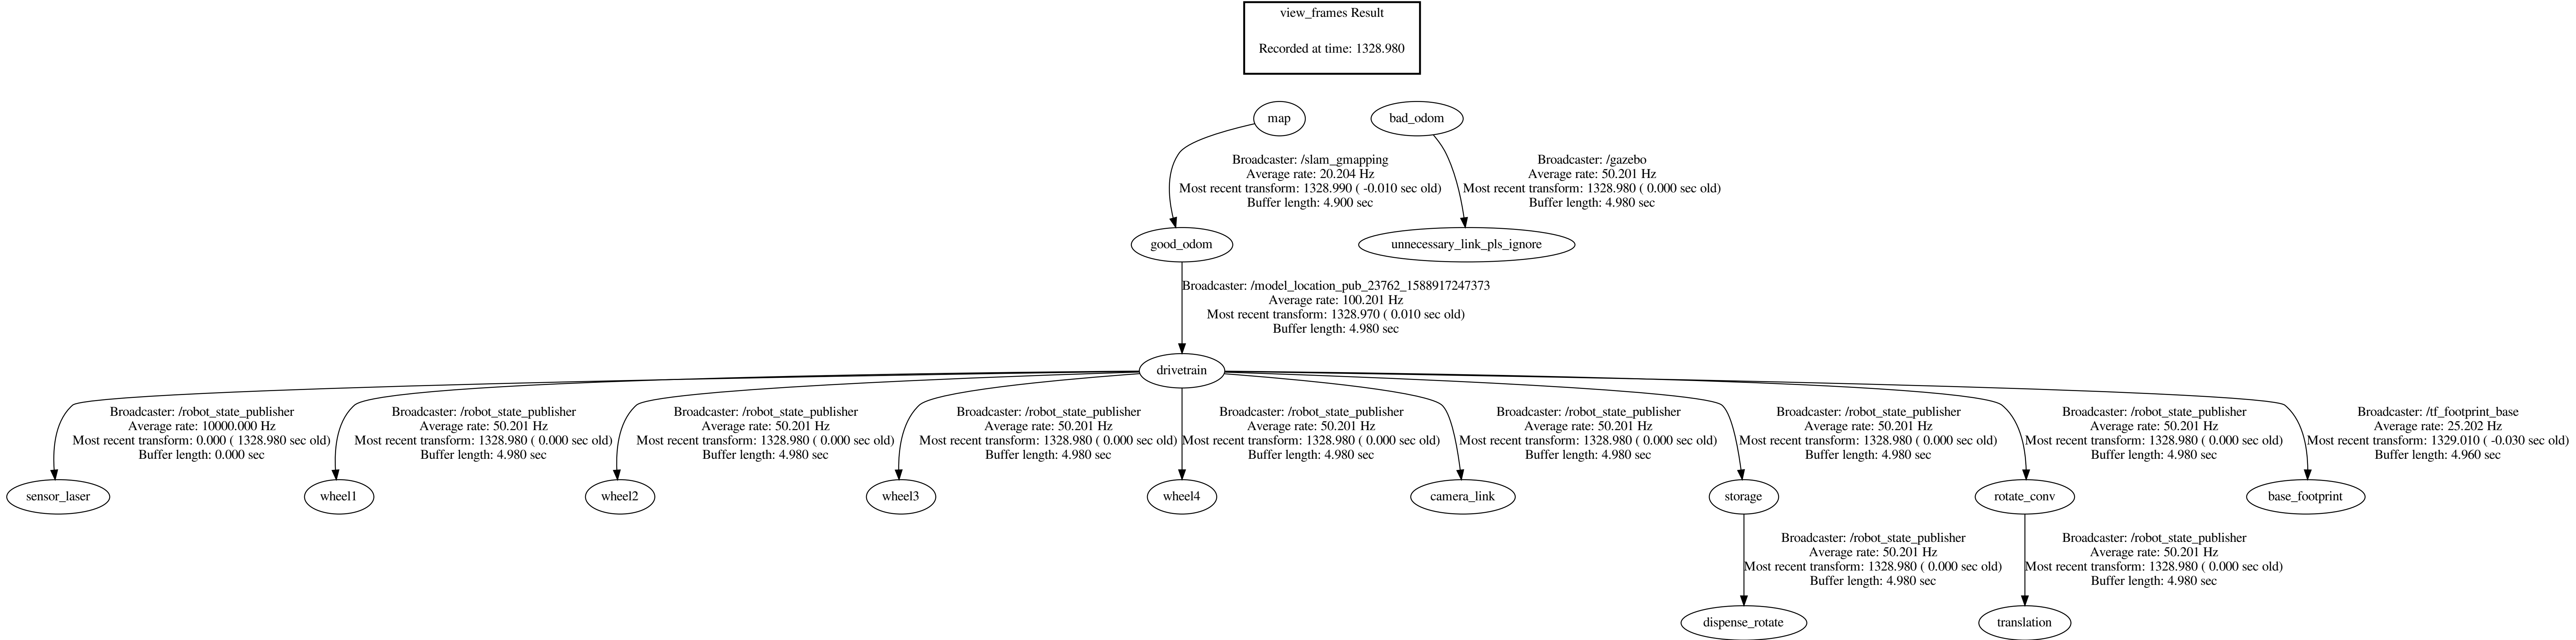 view_frames Result
Recorded at time: 1328.980
map
bad_odom
Broadcaster: /slam_gmapping
Average rate: 20.204 Hz
Most recent transform: 1328.990 ( -0.010 sec old)
Buffer length: 4.900 sec
Broadcaster: /gazebo
Average rate: 50.201 Hz
Most recent transform: 1328.980 ( 0.000 sec old)
Buffer length: 4.980 sec
good_odom
unnecessary_link_pls_ignore
Broadcaster: /model_location_pub_23762_1588917247373
Average rate: 100.201 Hz
Most recent transform: 1328.970 ( 0.010 sec old)
Buffer length: 4.980 sec
drivetrain
Broadcaster: /robot_state_publisher
Average rate: 10000.000 Hz
Most recent transform: 0.000 ( 1328.980 sec old)
Buffer length: 0.000 sec
Broadcaster: /robot_state_publisher
Average rate: 50.201 Hz
Most recent transform: 1328.980 ( 0.000 sec old)
Buffer length: 4.980 sec
Broadcaster: /robot_state_publisher
Average rate: 50.201 Hz
Most recent transform: 1328.980 ( 0.000 sec old)
Buffer length: 4.980 sec
Broadcaster: /robot_state_publisher
Average rate: 50.201 Hz
Most recent transform: 1328.980 ( 0.000 sec old)
Buffer length: 4.980 sec
Broadcaster: /robot_state_publisher
Average rate: 50.201 Hz
Most recent transform: 1328.980 ( 0.000 sec old)
Buffer length: 4.980 sec
Broadcaster: /robot_state_publisher
Average rate: 50.201 Hz
Most recent transform: 1328.980 ( 0.000 sec old)
Buffer length: 4.980 sec
Broadcaster: /robot_state_publisher
Average rate: 50.201 Hz
Most recent transform: 1328.980 ( 0.000 sec old)
Buffer length: 4.980 sec
Broadcaster: /robot_state_publisher
Average rate: 50.201 Hz
Most recent transform: 1328.980 ( 0.000 sec old)
Buffer length: 4.980 sec
Broadcaster: /tf_footprint_base
Average rate: 25.202 Hz
Most recent transform: 1329.010 ( -0.030 sec old)
Buffer length: 4.960 sec
sensor_laser
wheel1
wheel2
wheel3
wheel4
camera_link
storage
rotate_conv
base_footprint
Broadcaster: /robot_state_publisher
Average rate: 50.201 Hz
Most recent transform: 1328.980 ( 0.000 sec old)
Buffer length: 4.980 sec
Broadcaster: /robot_state_publisher
Average rate: 50.201 Hz
Most recent transform: 1328.980 ( 0.000 sec old)
Buffer length: 4.980 sec
dispense_rotate
translation